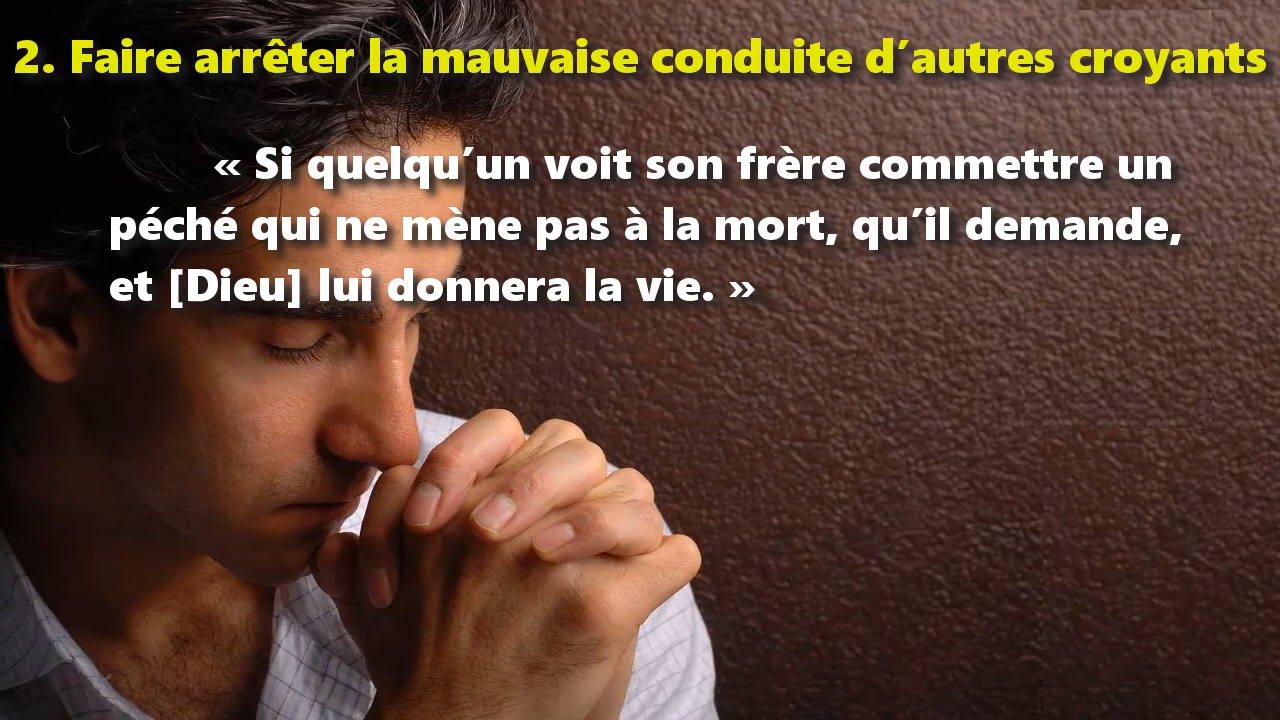 2. Faire arrêter la mauvaise conduite d´autres croyants
« Si quelqu´un voit son frère commettre un
péché qui ne mène pas à la mort, qu´il demande,
et [Dieu] lui donnera la vie. »